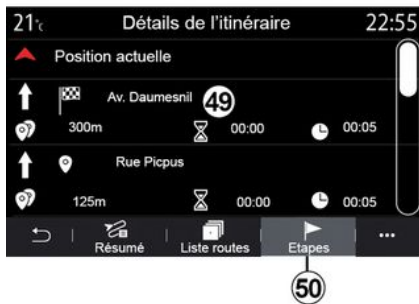 21°c Détails de l'itinéraire 22:55
Position actuelle
Av. Daumesnil 49
300m 00:00 00:05
Rue Picpus
125m 00:00 00:05
Résumé Liste routes Etapes ...
50